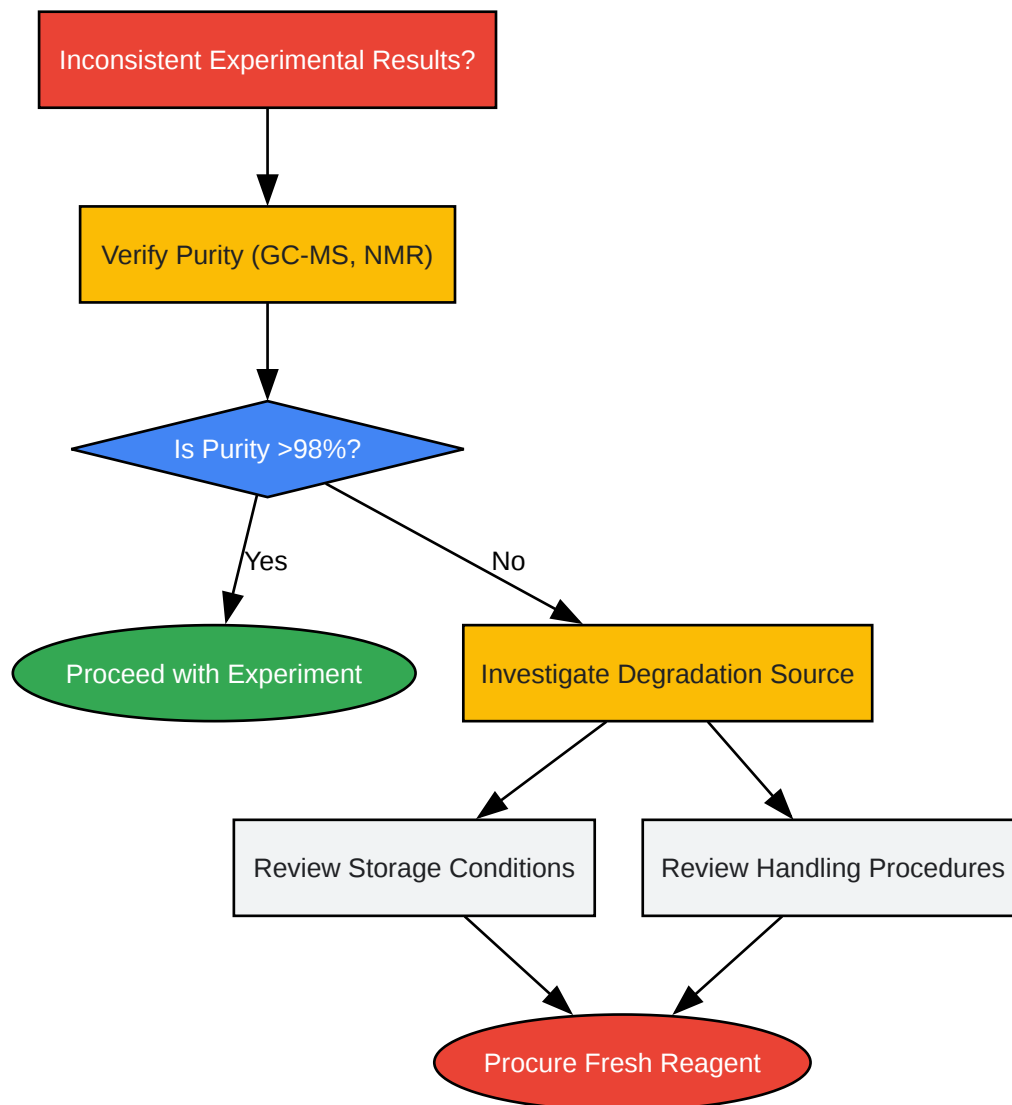 Inconsistent Experimental Results?
Verify Purity (GC-MS, NMR)
Is Purity >98%?
Yes
No
Proceed with Experiment
Investigate Degradation Source
Review Storage Conditions
Review Handling Procedures
Procure Fresh Reagent